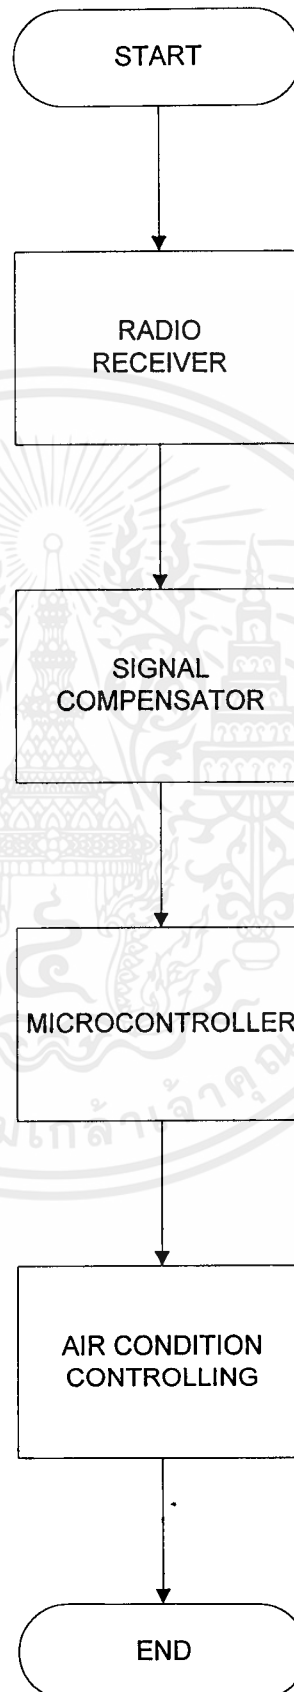 START
RADIO
RECEIVER
SIGNAL
COMPENSATOR
MICROCONTROLLER
AIR CONDITION
CONTROLLING
END